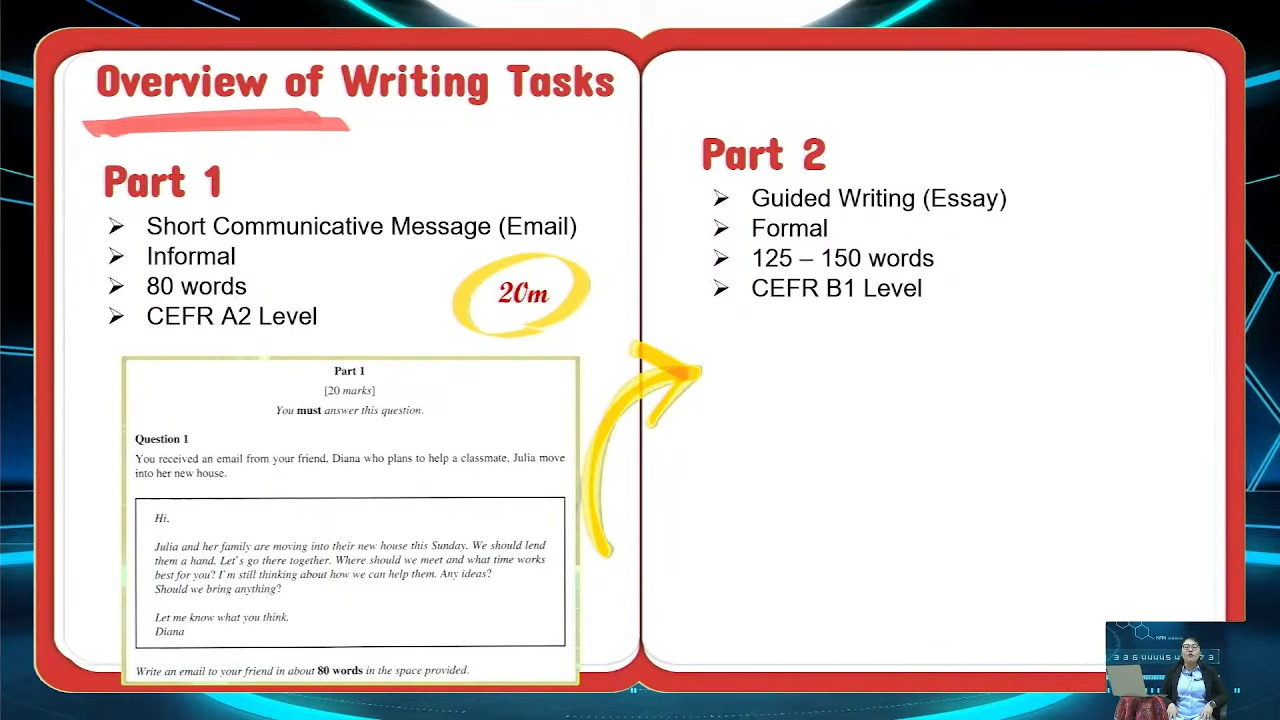 Overview of Writing Tasks
Part 1
Short Communicative Message (Email)
Informal
80 words
CEFR A2 Level
20m
Part 1
[20 marks]
You must answer this question.
Question 1
You received an email from your friend, Diana who plans to help a classmate, Julia move
into her new house.
Hi,
Julia and her family are moving into their new house this Sunday. We should lend
them a hand. Let's go there together. Where should we meet and what time works
best for you? I'm still thinking about how we can help them. Any ideas?
Should we bring anything?
Let me know what you think.
Diana
Write an email to your friend in about 80 words in the space provided.
Part 2
Guided Writing (Essay)
Formal
125 – 150 words
CEFR B1 Level